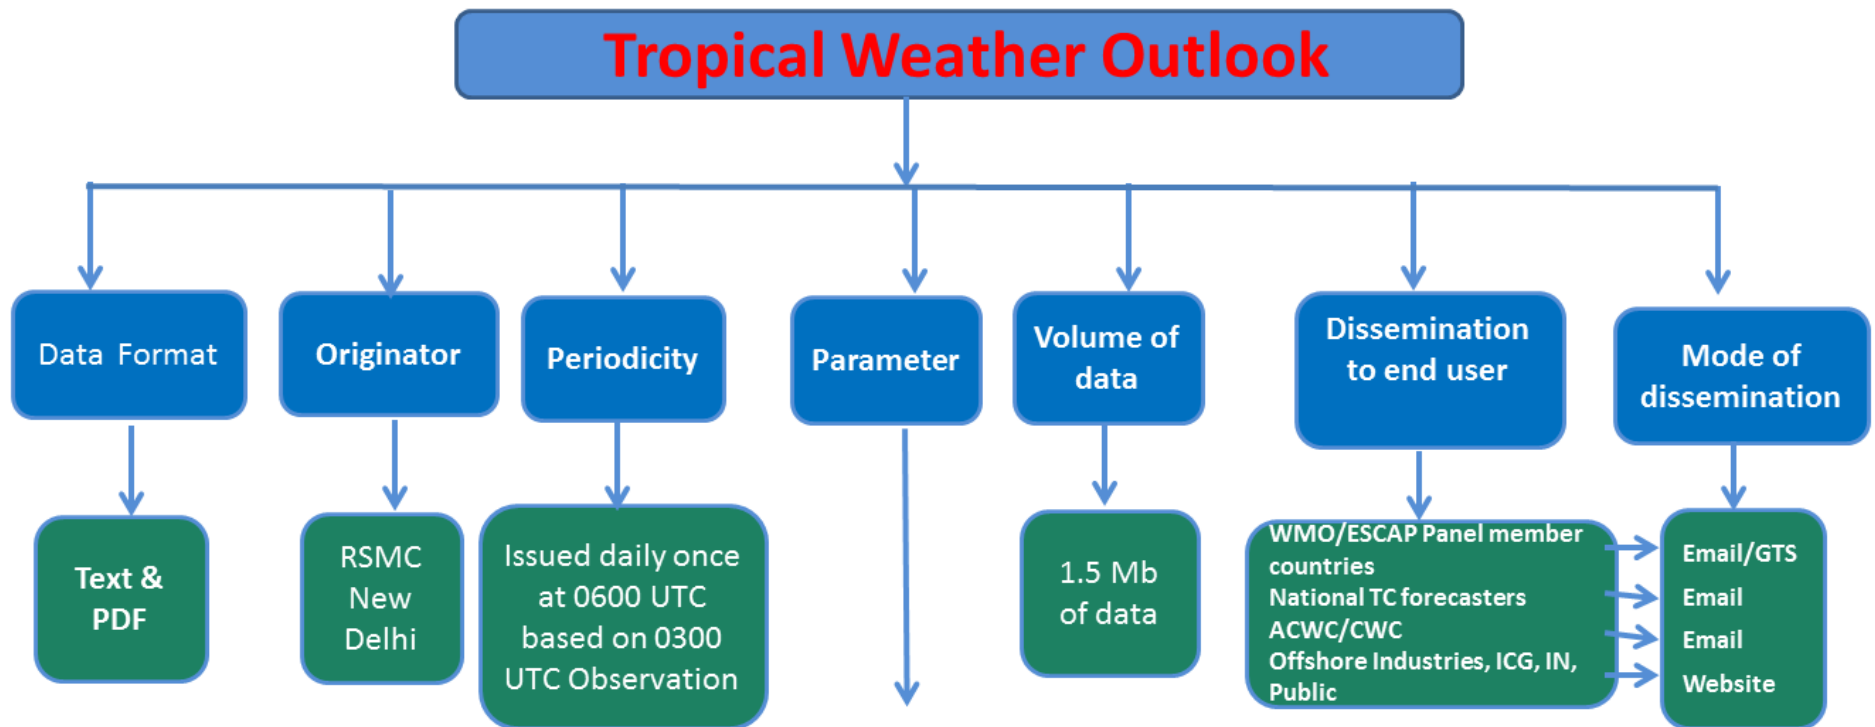 Tropical Weather Outlook
Data Format
Originator
Periodicity
Parameter
Volume of
data
Dissemination
to end user
Mode of
dissemination
Text &
PDF
RSMC
New
Delhi
Issued daily once
at 0600 UTC
based on 0300
UTC Observation
1.5 Mb
of data
WMO/ESCAP Panel member
countries
National TC forecasters
ACWC/CWC
Offshore Industries, ICG, IN,
Public
Email/GTS
Email
Email
Website